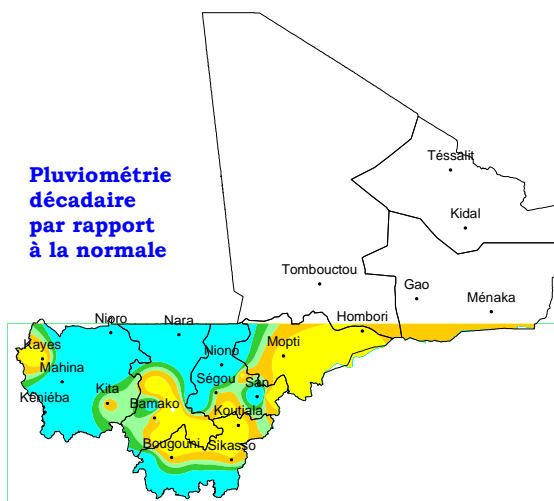 Pluviométrie
décadaire
par rapport
à la normale
Téssalit
Kidal
Tombouctou
Gao
Ménaka
Hombori
Nioro
Nara
Kayes
Niono
Mopti
Mahina
Kéniéba
Kita
Ségou
San
Bamako
Koutiala
Bougouni
Sikasso